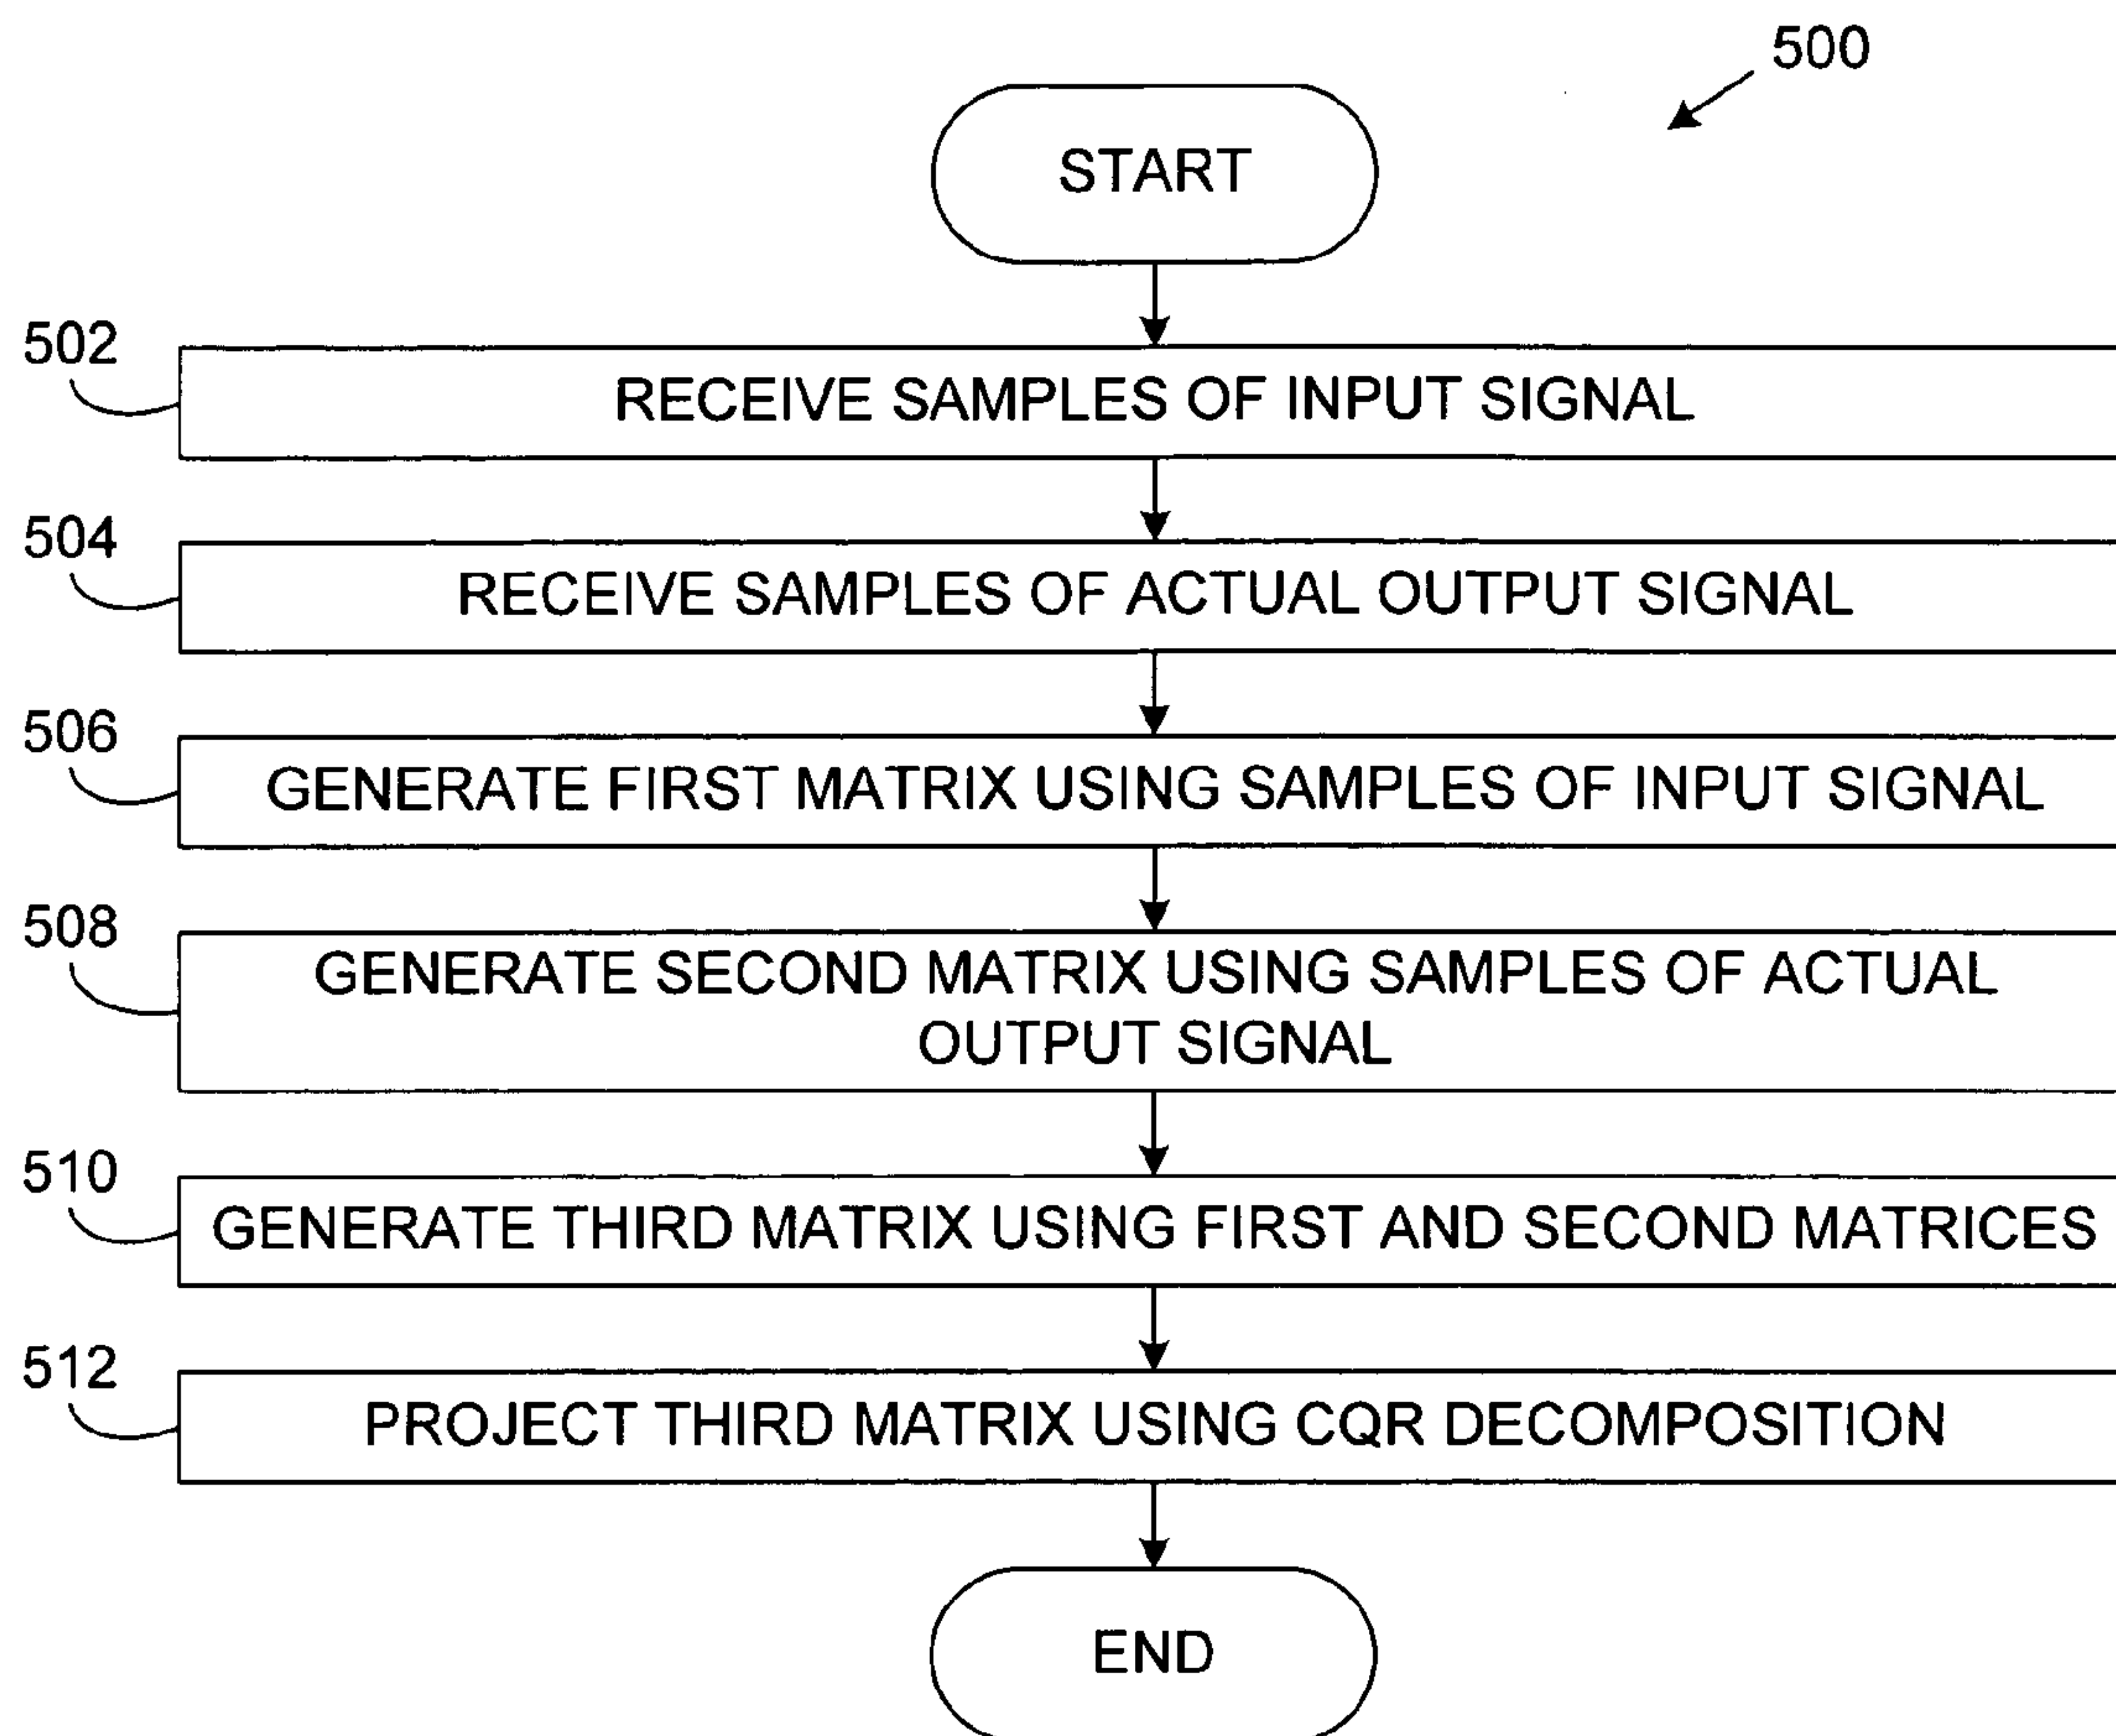 500
START
502
RECEIVE SAMPLES OF INPUT SIGNAL
504
RECEIVE SAMPLES OF ACTUAL OUTPUT SIGNAL
506
GENERATE FIRST MATRIX USING SAMPLES OF INPUT SIGNAL
508
GENERATE SECOND MATRIX USING SAMPLES OF ACTUAL
OUTPUT SIGNAL
510
GENERATE THIRD MATRIX USING FIRST AND SECOND MATRICES
512
PROJECT THIRD MATRIX USING CQR DECOMPOSITION
END